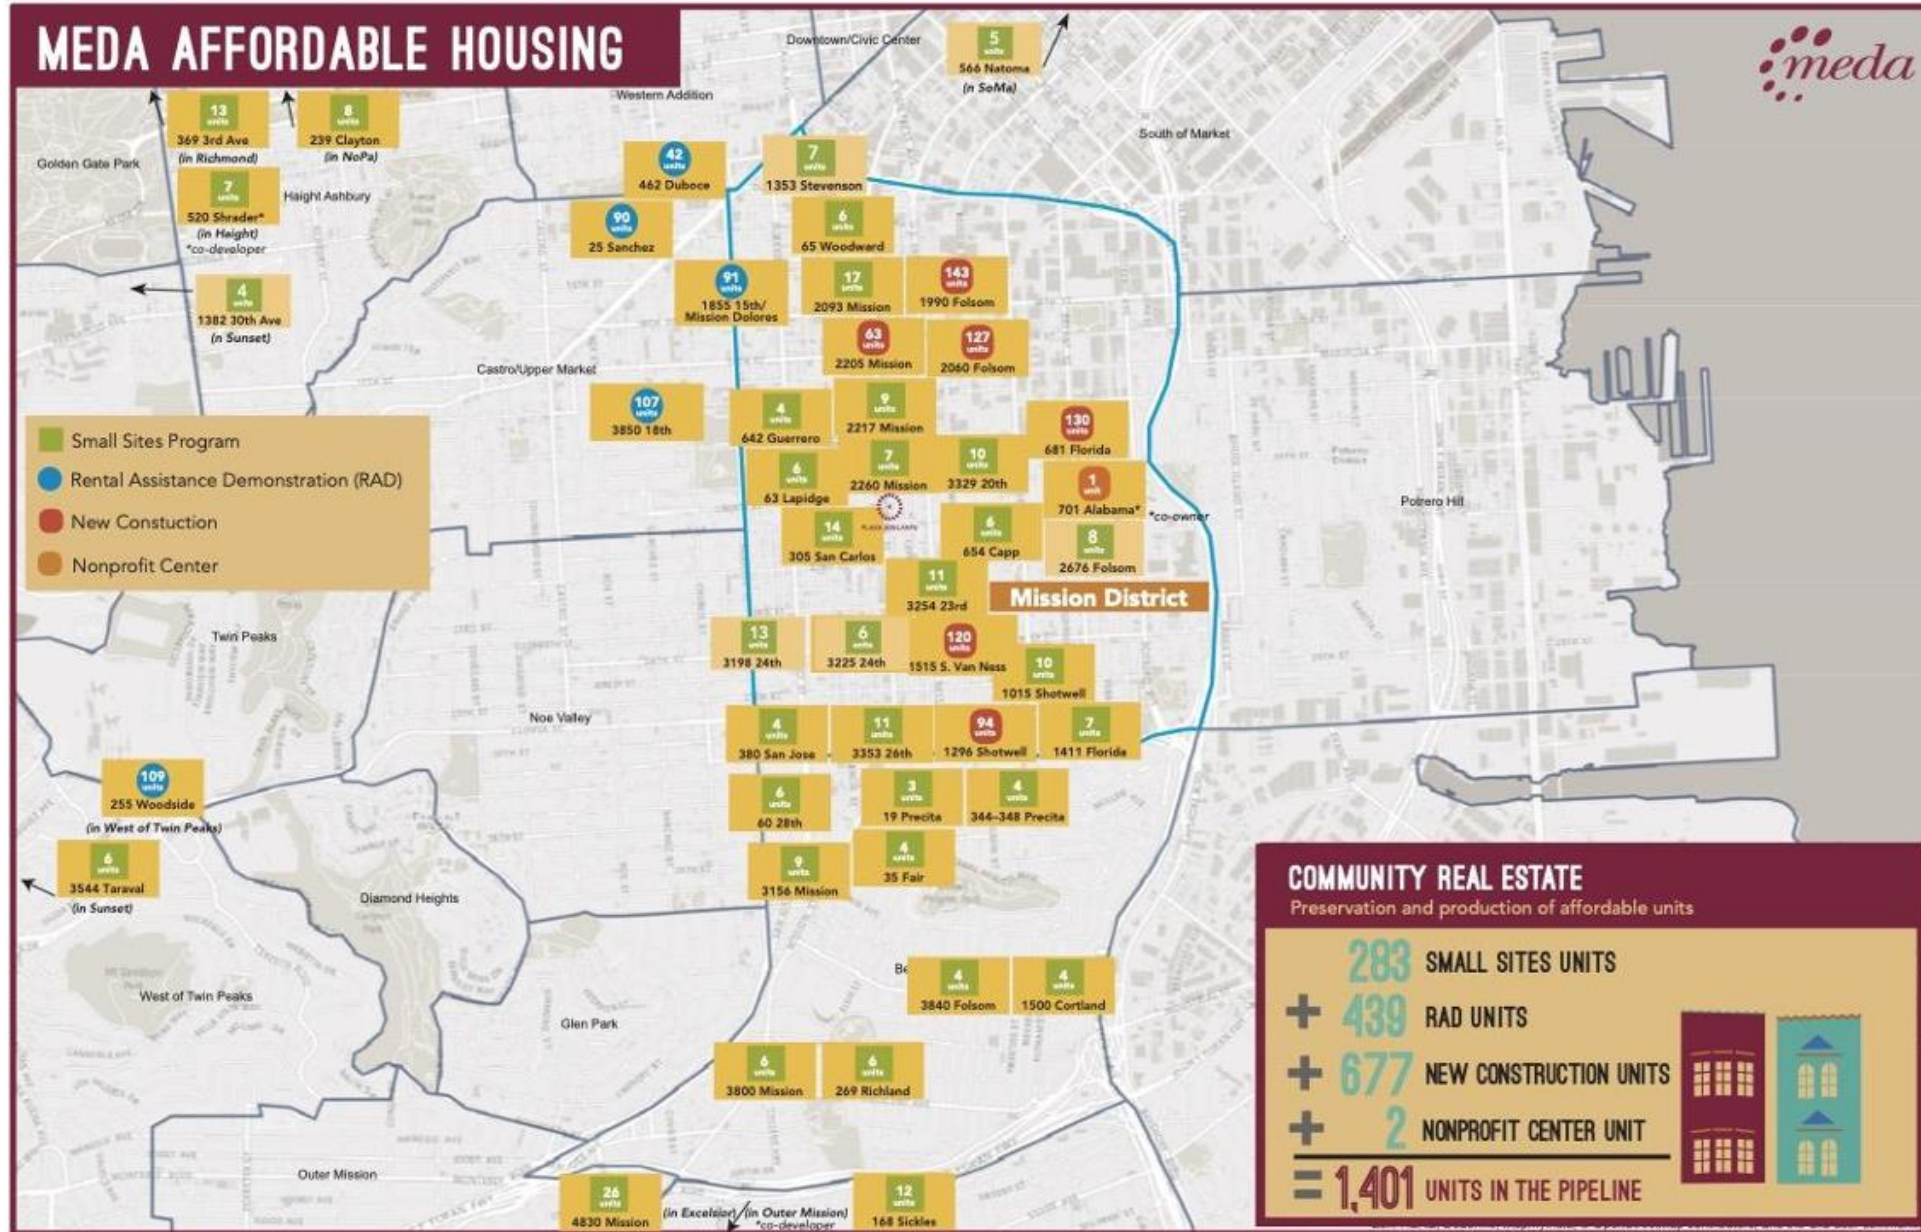 MEDA AFFORDABLE HOUSING
meda
Downtown/Civic Center
5
units
566 Natoma
(n SoMa)
Western Addition
South of Market
13
units
369 3rd Ave
(in Richmond)
8
units
239 Clayton
(in NoPa)
Golden Gate Park
7
units
520 Shrader*
(in Height)
*co-developer
Haight Ashbury
42
units
462 Duboce
7
units
1353 Stevenson
90
units
25 Sanchez
6
units
65 Woodward
4
units
1382 30th Ave
(n Sunset)
91
units
1855 15th/
Mission Dolores
17
units
2093 Mission
143
units
1990 Folsom
63
units
2205 Mission
127
units
2060 Folsom
Castro/Upper Market
107
units
3850 18th
4
units
642 Guerrero
9
units
2217 Mission
130
units
681 Florida
Small Sites Program
Rental Assistance Demonstration (RAD)
New Constuction
Nonprofit Center
6
units
63 Lapidge
7
units
2260 Mission
10
units
3329 20th
1
unit
701 Alabama*
*co-owner
Potrero Hill
14
units
305 San Carlos
6
units
654 Capp
8
units
2676 Folsom
11
units
3254 23rd
Mission District
Twin Peaks
13
units
3198 24th
6
units
3225 24th
120
units
1515 S. Van Ness
10
units
1015 Shotwell
Noe Valley
4
units
380 San Jose
11
units
3353 26th
94
units
1296 Shotwell
7
units
1411 Florida
109
units
255 Woodside
(in West of Twin Peaks)
6
units
60 28th
3
units
19 Precita
4
units
344-348 Precita
6
units
3544 Taraval
(in Sunset)
9
units
3156 Mission
4
units
35 Fair
Diamond Heights
West of Twin Peaks
Glen Park
Be
4
units
3840 Folsom
4
units
1500 Cortland
6
units
3800 Mission
6
units
269 Richland
Outer Mission
26
units
4830 Mission
(in Excelsior)
(in Outer Mission)
*co-developer
12
units
168 Sickles
COMMUNITY REAL ESTATE
Preservation and production of affordable units
283 SMALL SITES UNITS
+ 439 RAD UNITS
+ 677 NEW CONSTRUCTION UNITS
+ 2 NONPROFIT CENTER UNIT
= 1,401 UNITS IN THE PIPELINE